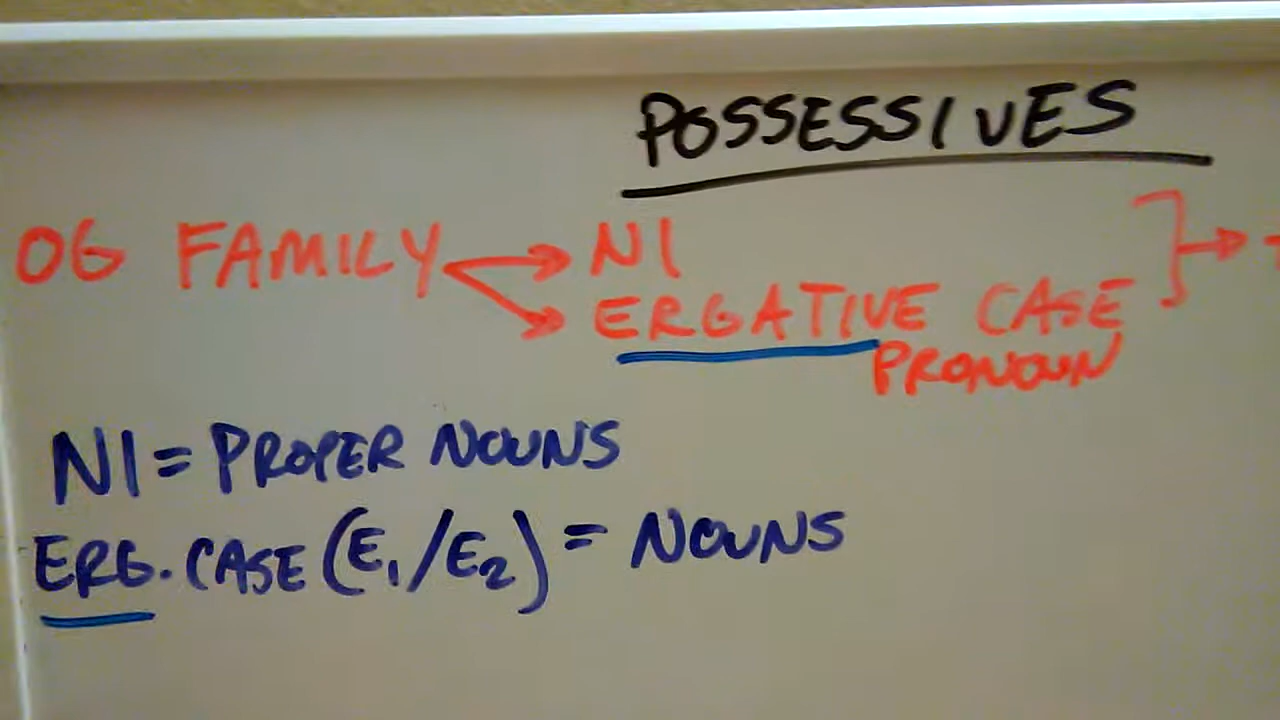 POSSESSIVES
OG FAMILY → NI
→ ERGATIVE CASE ] →
PRONOUN
NI = PROPER NOUNS
ERG. CASE (E₁/E₂) = NOUNS